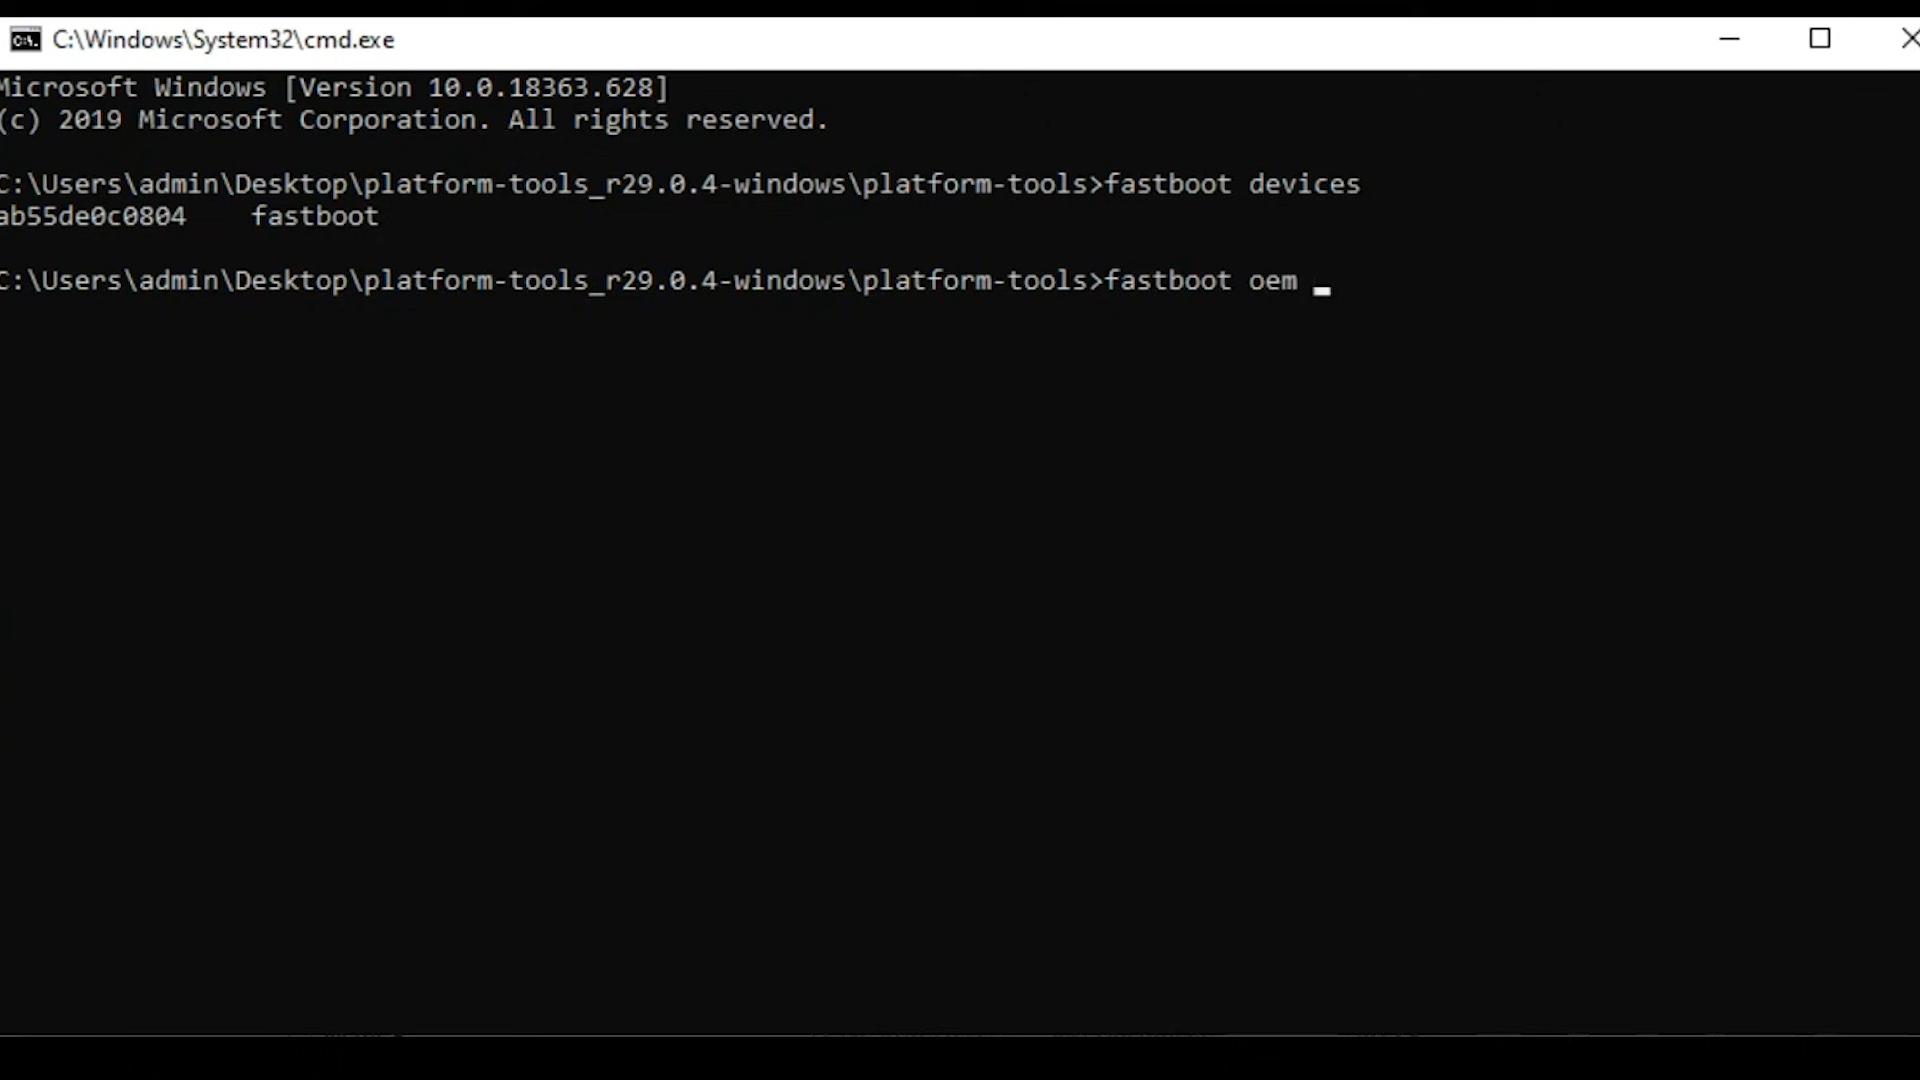 C:\Windows\System32\cmd.exe
Microsoft Windows [Version 10.0.18363.628]
(c) 2019 Microsoft Corporation. All rights reserved.
C:\Users\admin\Desktop\platform-tools_r29.0.4-windows\platform-tools>fastboot devices
ab55de0c0804 fastboot
C:\Users\admin\Desktop\platform-tools_r29.0.4-windows\platform-tools>fastboot oem